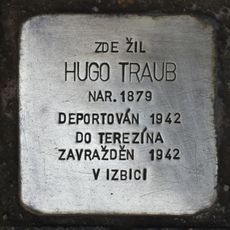 ZDE ŽIL
HUGO TRAUB
NAR. 1879
DEPORTOVÁN 1942
DO TEREZÍNA
ZAVRAŽDĚN 1942
V IZBICI